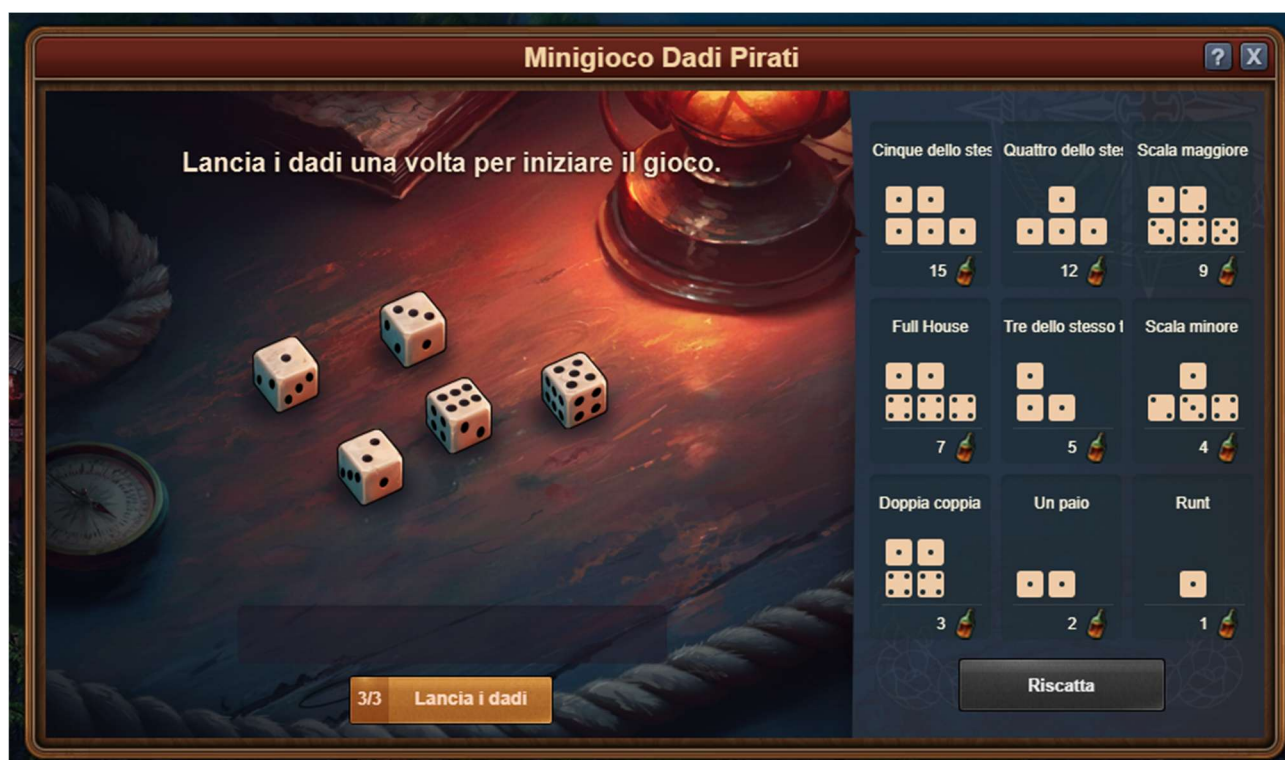 Minigioco Dadi Pirati
? X
Lancia i dadi una volta per iniziare il gioco.
Cinque dello stes Quattro dello stes Scala maggiore
15 12 9
Full House Tre dello stesso t Scala minore
7 5 4
Doppia coppia Un paio Runt
3 2 1
3/3 Lancia i dadi
Riscatta